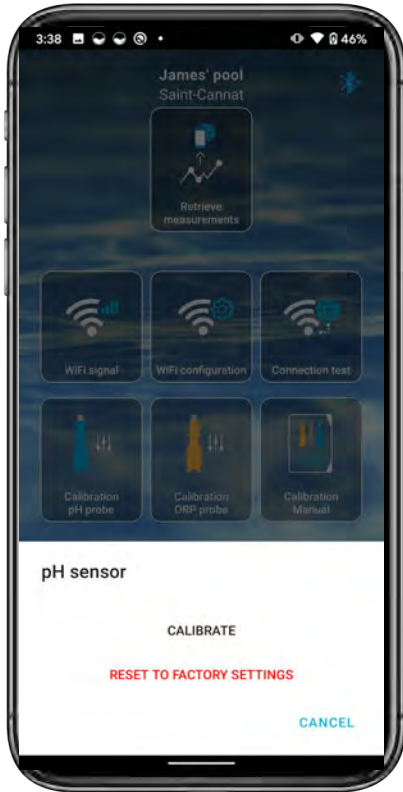 3:38
46%
James' pool
Saint-Cannat
Retrieve
measurements
WiFi signal
WiFi configuration
Connection test
Calibration
pH probe
Calibration
ORP probe
Calibration
Manual
pH sensor
CALIBRATE
RESET TO FACTORY SETTINGS
CANCEL